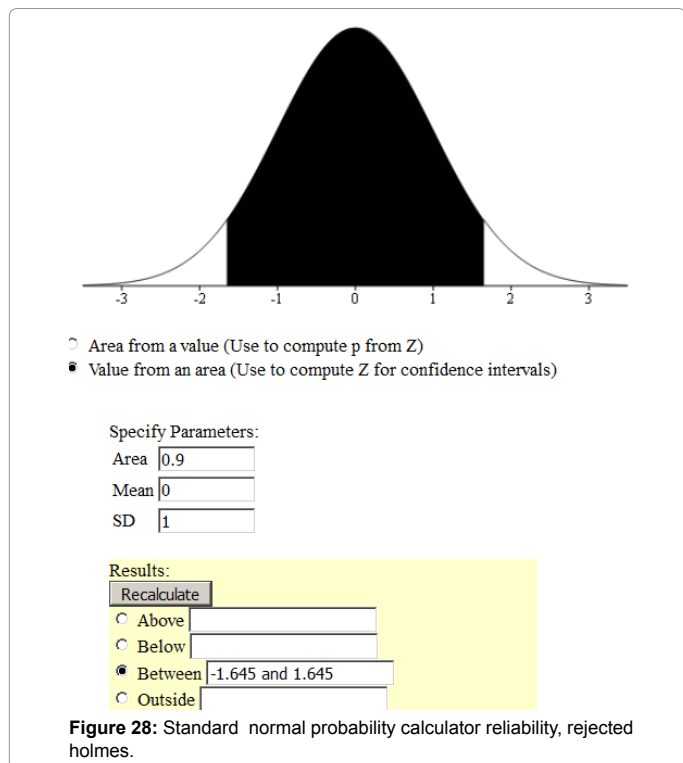 -3 -2 -1 0 1 2 3
Area from a value (Use to compute p from Z)
Value from an area (Use to compute Z for confidence intervals)
Specify Parameters:
Area 0.9
Mean 0
SD 1
Results:
Recalculate
Above
Below
Between -1.645 and 1.645
Outside
Figure 28: Standard normal probability calculator reliability, rejected
holmes.